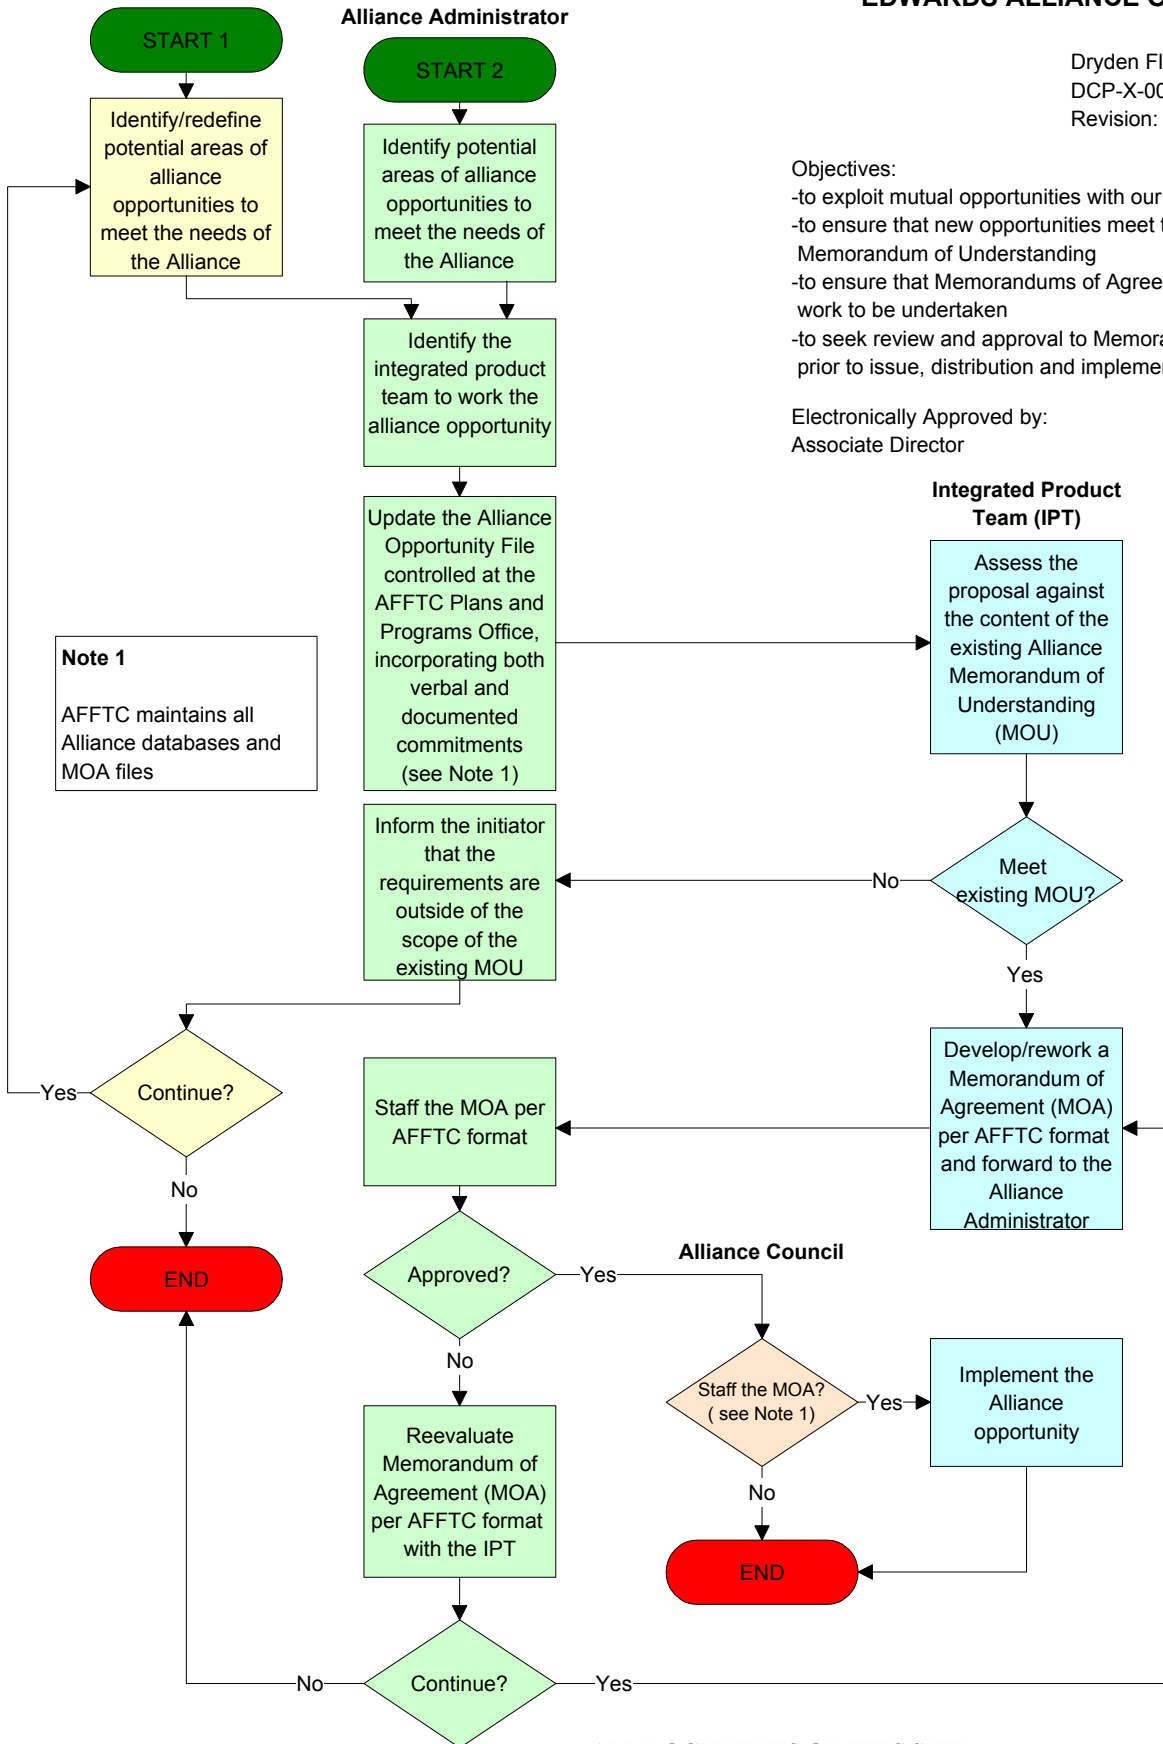 EDWARDS ALLIANCE
Alliance Administrator
START 1
START 2
Dryden Fl
DCP-X-00
Revision:
Identify/redefine
potential areas of
alliance
opportunities to
meet the needs of
the Alliance
Identify potential
areas of alliance
opportunities to
meet the needs of
the Alliance
Objectives:
-to exploit mutual opportunities with our
-to ensure that new opportunities meet t
Memorandum of Understanding
-to ensure that Memorandums of Agree
work to be undertaken
-to seek review and approval to Memora
prior to issue, distribution and impleme
Electronically Approved by:
Associate Director
Identify the
integrated product
team to work the
alliance opportunity
Update the Alliance
Opportunity File
controlled at the
AFFTC Plans and
Programs Office,
incorporating both
verbal and
documented
commitments
(see Note 1)
Integrated Product
Team (IPT)
Assess the
proposal against
the content of the
existing Alliance
Memorandum of
Understanding
(MOU)
Note 1
AFFTC maintains all
Alliance databases and
MOA files
Inform the initiator
that the
requirements are
outside of the
scope of the
existing MOU
No
Meet
existing MOU?
Yes
Yes
Continue?
No
END
Staff the MOA per
AFFTC format
Develop/rework a
Memorandum of
Agreement (MOA)
per AFFTC format
and forward to the
Alliance
Administrator
Approved?
Yes
No
Alliance Council
Staff the MOA?
( see Note 1)
Yes
No
Implement the
Alliance
opportunity
END
Reevaluate
Memorandum of
Agreement (MOA)
per AFFTC format
with the IPT
No
Continue?
Yes